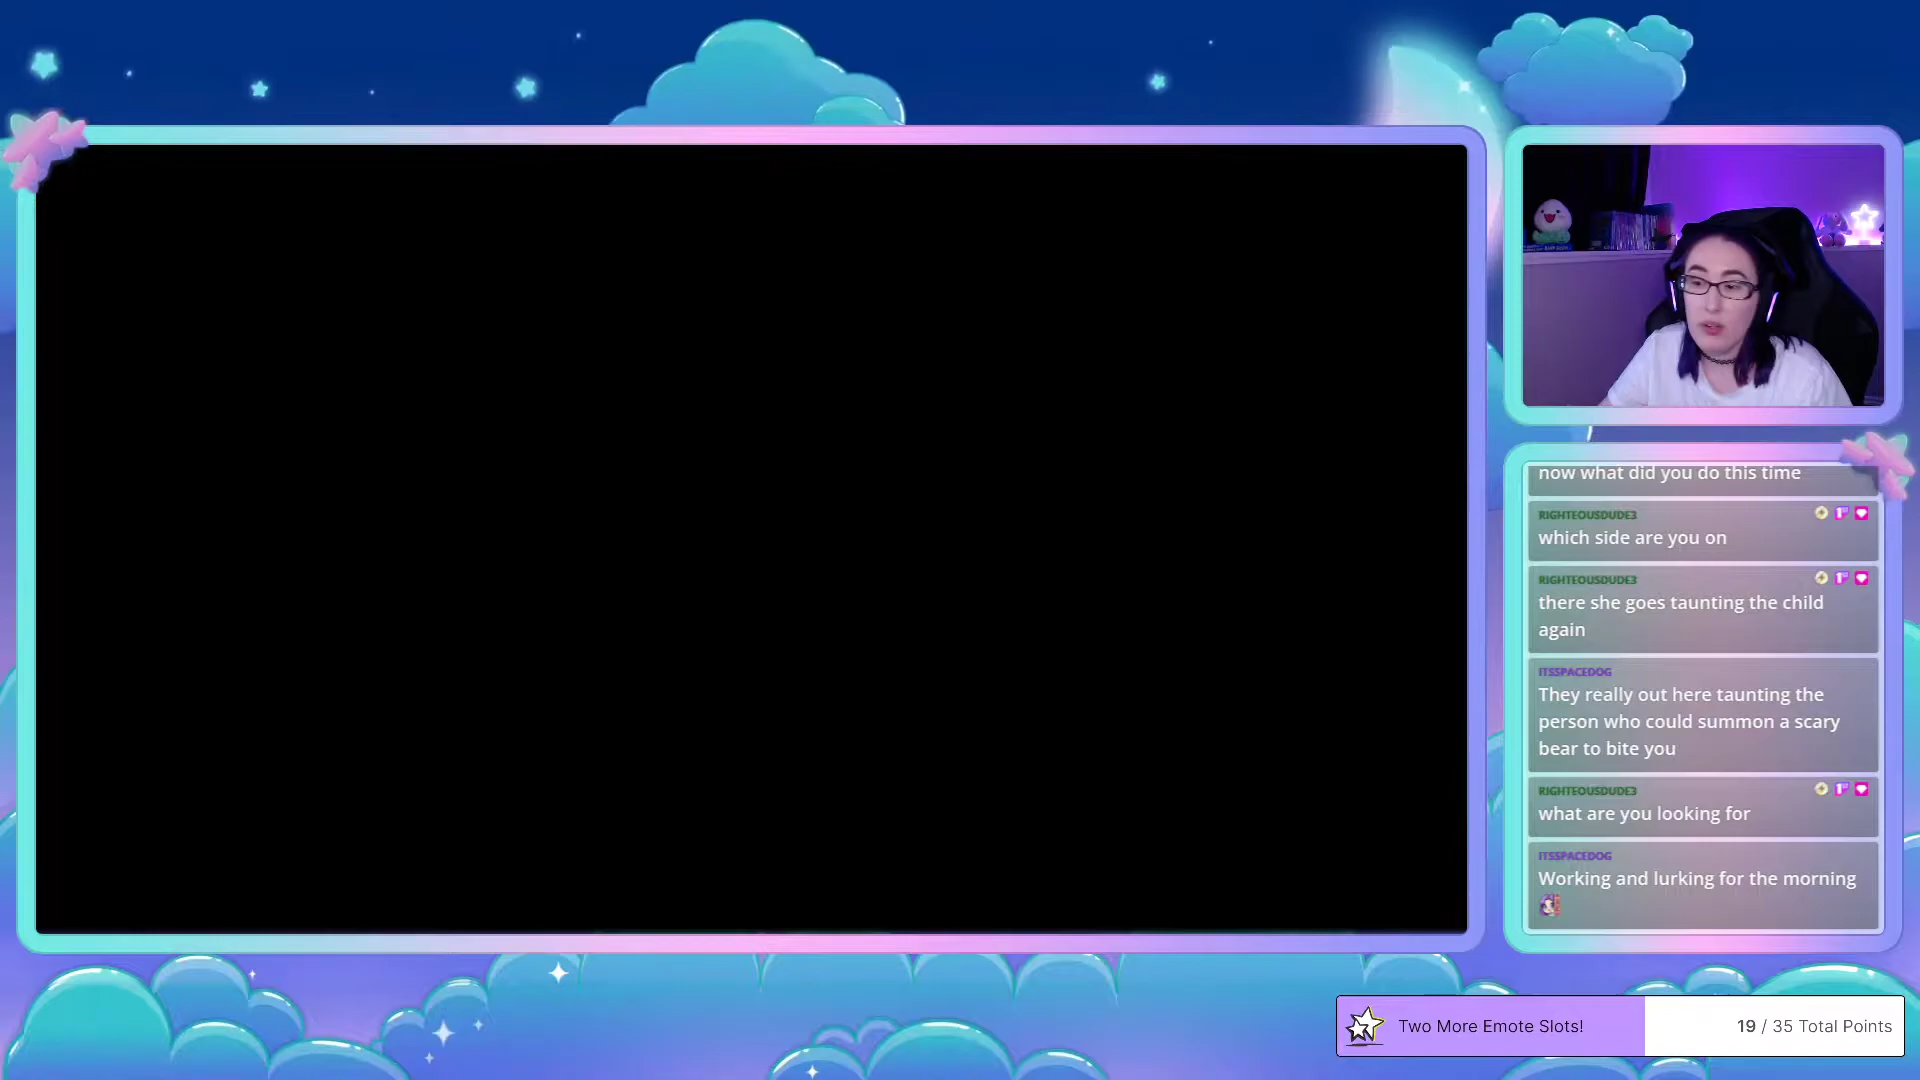 now what did you do this time
RIGHTEOUSDUDE3
which side are you on
RIGHTEOUSDUDE3
there she goes taunting the child
again
ITSSPACEDOG
They really out here taunting the
person who could summon a scary
bear to bite you
RIGHTEOUSDUDE3
what are you looking for
ITSSPACEDOG
Working and lurking for the morning
Two More Emote Slots!
19 / 35 Total Points